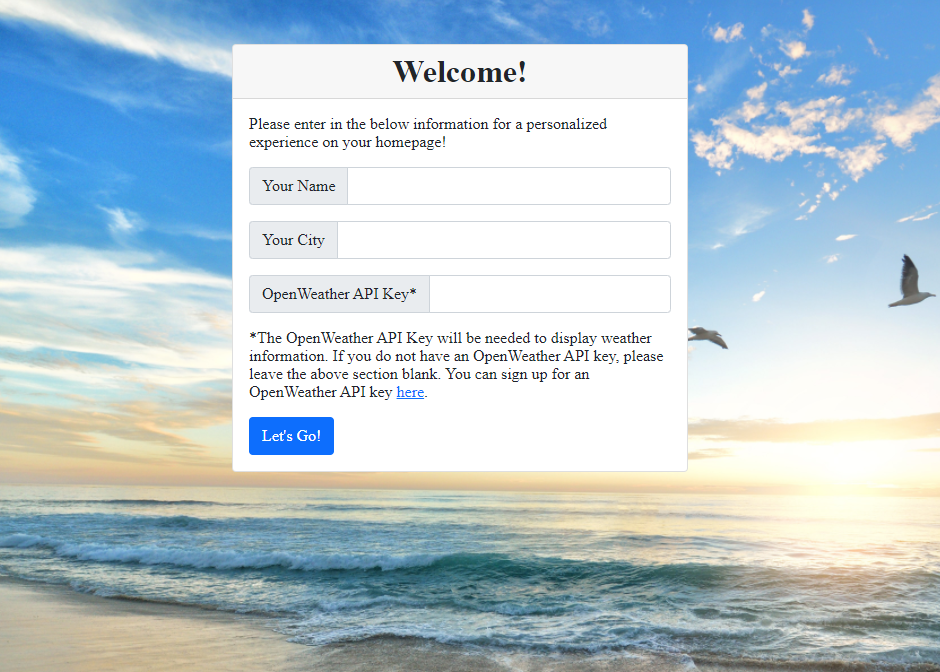 Welcome!
Please enter in the below information for a personalized
experience on your homepage!
Your Name
Your City
OpenWeather API Key*
*The OpenWeather API Key will be needed to display weather
information. If you do not have an OpenWeather API key, please
leave the above section blank. You can sign up for an
OpenWeather API key here.
Let's Go!